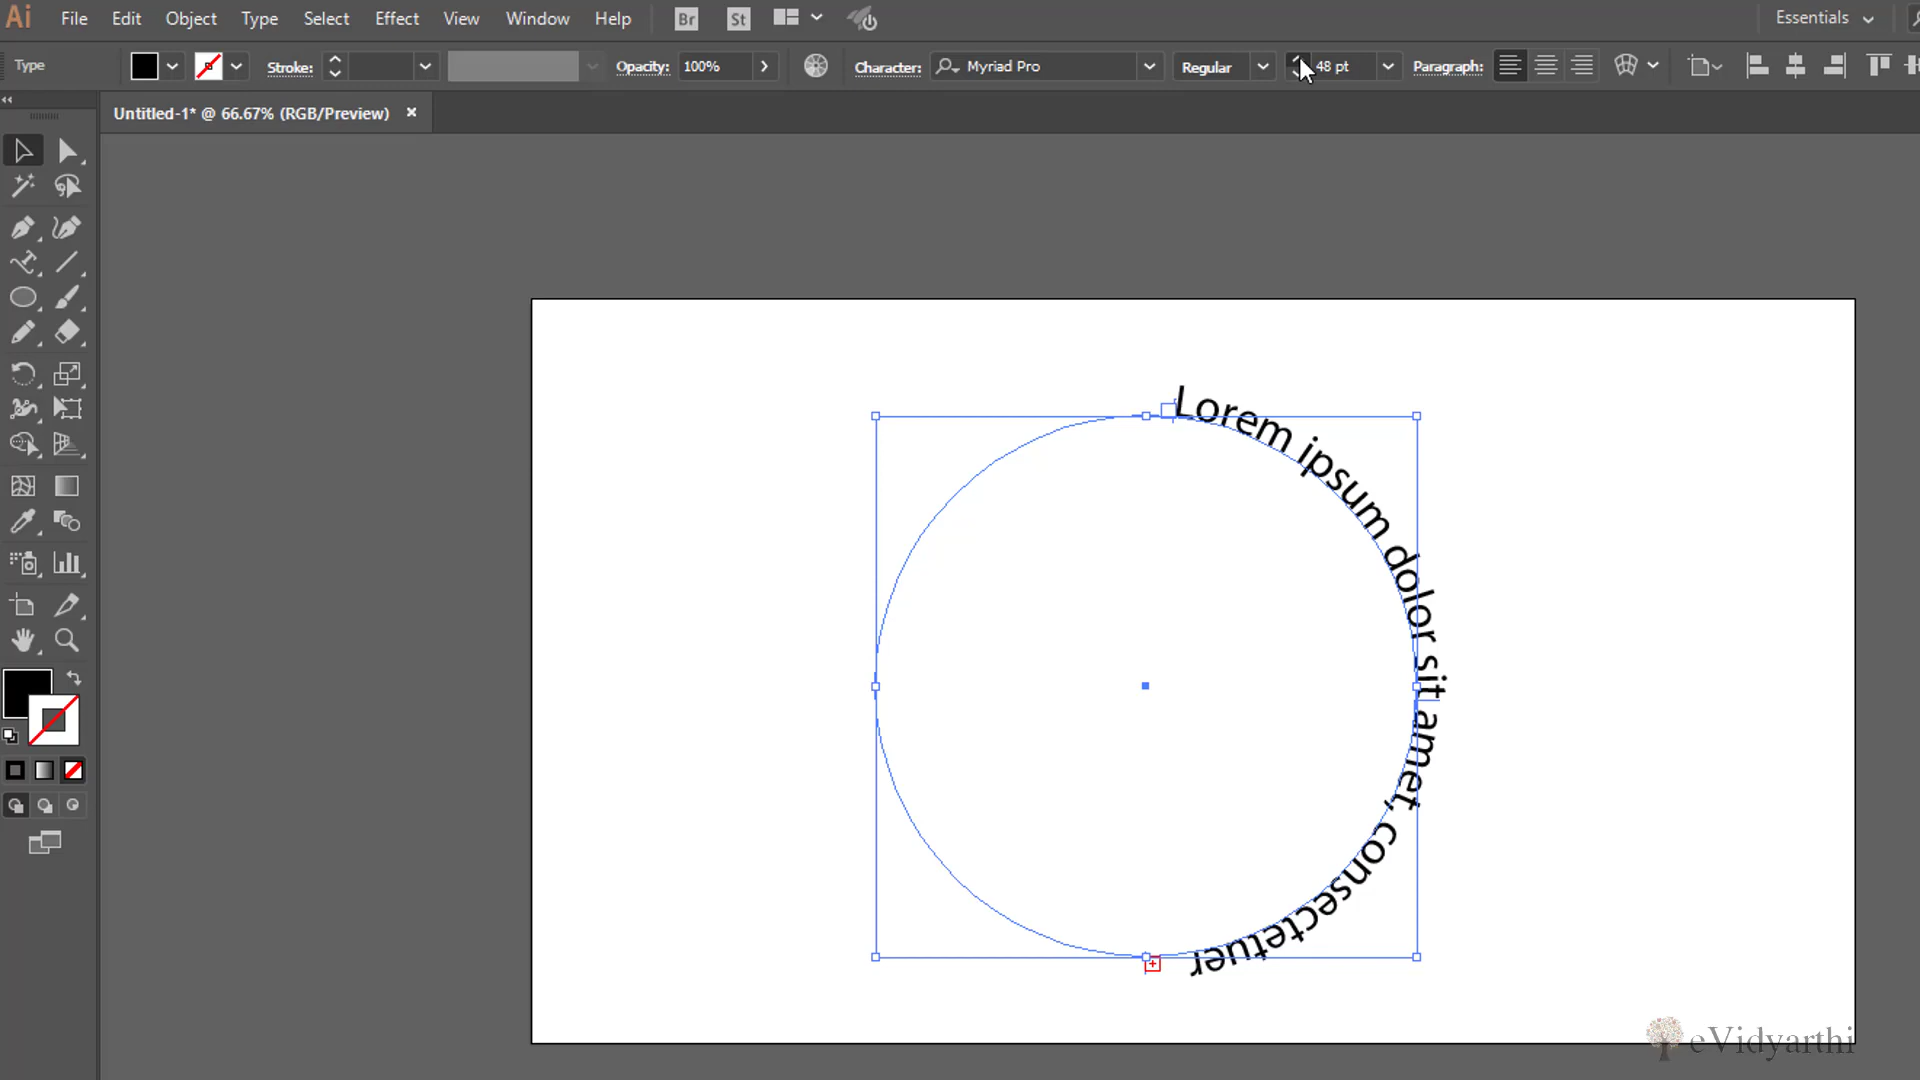 Ai File Edit Object Type Select Effect View Window Help Br St Essentials
Type Stroke: Opacity: 100% Character: Myriad Pro Regular 48 pt Paragraph:
Untitled-1* @ 66.67% (RGB/Preview)
Lorem ipsum dolor sit amet, consectetuer
eVidyarthi